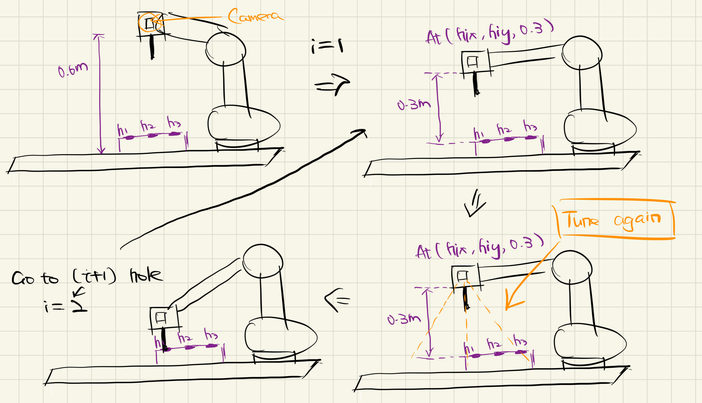 Camera
0.6m
h1 h2 h3
i=1
⇒
At (hix, hiy, 0.3)
0.3m
h1 h2 h3
Tune again
At (hix, hiy, 0.3)
0.3m
h1 h2 h3
Go to (i+1) hole
i=2
h1 h2 h3